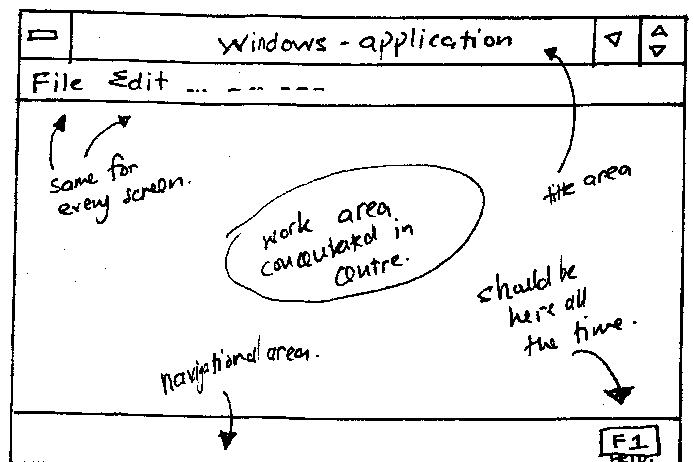 Windows - application
File Edit ... - -- ---
same for
every screen.
title area
work area
concentrated in
centre.
should be
here all
the time.
navigational area.
F1